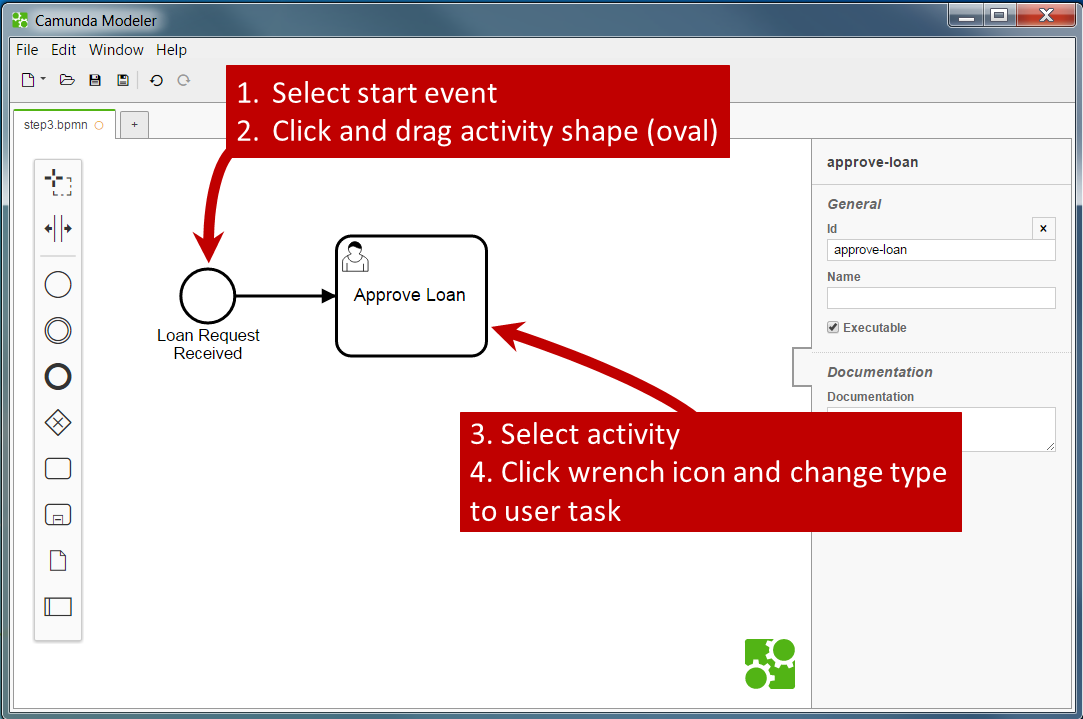 Camunda Modeler
File Edit Window Help
1. Select start event
2. Click and drag activity shape (oval)
step3.bpmn
+
approve-loan
General
Id
×
approve-loan
Name
Executable
Approve Loan
Loan Request
Received
Documentation
Documentation
3. Select activity
4. Click wrench icon and change type
to user task